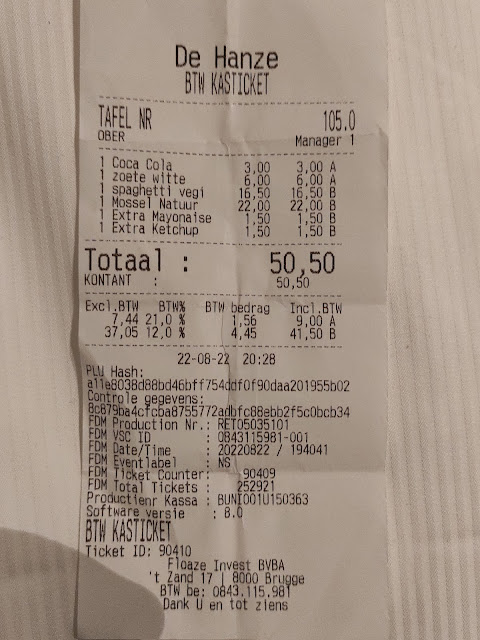 De Hanze
BTW KASTICKET
TAFEL NR 105.0
OBER Manager 1
1 Coca Cola 3,00 3,00 A
1 zoete witte 6,00 6,00 A
1 spaghetti vegi 16,50 16,50 B
1 Mossel Natuur 22,00 22,00 B
1 Extra Mayonaise 1,50 1,50 B
1 Extra Ketchup 1,50 1,50 B
Totaal : 50,50
KONTANT : 50,50
Excl.BTW BTW% BTW bedrag Incl.BTW
7,44 21,0 % 1,56 9,00 A
37,05 12,0 % 4,45 41,50 B
22-08-22 20:28
PLU Hash:
a11e8038d88bd46bff754ddf0f90daa201955b02
Controle gegevens:
8c879ba4cfcba8755772adbfc88ebb2f5c0bcb34
FDM Production Nr.: RET05035101
FDM VSC ID : 0843115981-001
FDM Date/Time : 20220822 / 194041
FDM Eventlabel : NS
FDM Ticket Counter: 90409
FDM Total Tickets : 252921
Productienr Kassa : BUNI001U150363
Software versie : 8.0
BTW KASTICKET
Ticket ID: 90410
Floaze Invest BVBA
't Zand 17 | 8000 Brugge
BTW be: 0843.115.981
Dank U en tot ziens